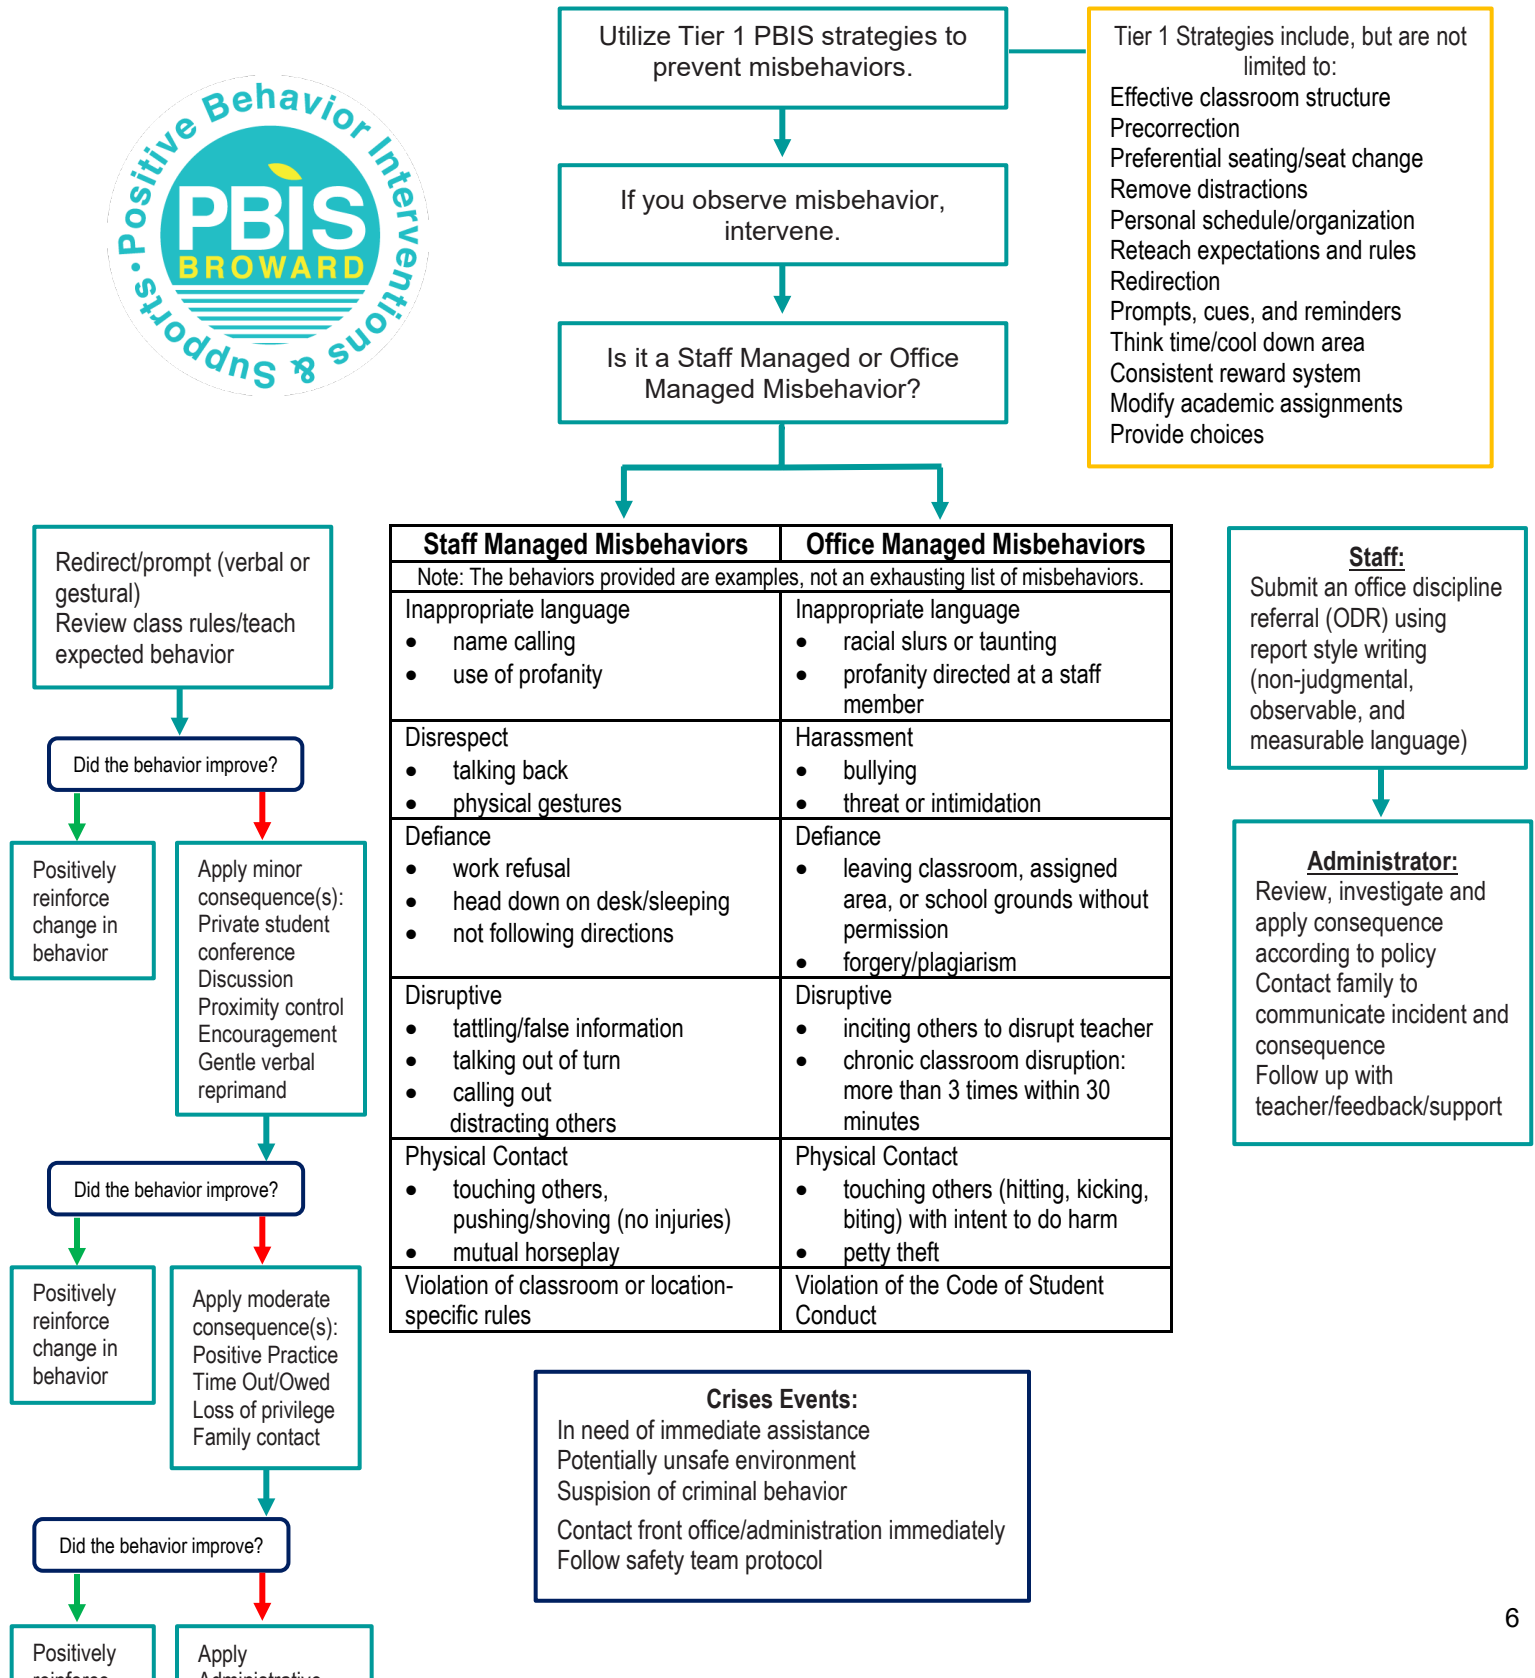 Utilize Tier 1 PBIS strategies to
prevent misbehaviors.
Tier 1 Strategies include, but are not
limited to:
Effective classroom structure
Precorrection
Preferential seating/seat change
Remove distractions
Personal schedule/organization
Reteach expectations and rules
Redirection
Prompts, cues, and reminders
Think time/cool down area
Consistent reward system
Modify academic assignments
Provide choices
Positive Behavior Interventions & Supports •
PBIS
BROWARD
If you observe misbehavior,
intervene.
Is it a Staff Managed or Office
Managed Misbehavior?
Redirect/prompt (verbal or
gestural)
Review class rules/teach
expected behavior
Did the behavior improve?
Positively
reinforce
change in
behavior
Apply minor
consequence(s):
Private student
conference
Discussion
Proximity control
Encouragement
Gentle verbal
reprimand
Did the behavior improve?
Positively
reinforce
change in
behavior
Apply moderate
consequence(s):
Positive Practice
Time Out/Owed
Loss of privilege
Family contact
Did the behavior improve?
Positively
reinforce
Apply
Administrative
Staff Managed Misbehaviors
Office Managed Misbehaviors
Note: The behaviors provided are examples, not an exhausting list of misbehaviors.
Inappropriate language
• name calling
• use of profanity
Inappropriate language
• racial slurs or taunting
• profanity directed at a staff
member
Disrespect
• talking back
• physical gestures
Harassment
• bullying
• threat or intimidation
Defiance
• work refusal
• head down on desk/sleeping
• not following directions
Defiance
• leaving classroom, assigned
area, or school grounds without
permission
• forgery/plagiarism
Disruptive
• tattling/false information
• talking out of turn
• calling out
distracting others
Disruptive
• inciting others to disrupt teacher
• chronic classroom disruption:
more than 3 times within 30
minutes
Physical Contact
• touching others,
pushing/shoving (no injuries)
• mutual horseplay
Physical Contact
• touching others (hitting, kicking,
biting) with intent to do harm
• petty theft
Violation of classroom or location-
specific rules
Violation of the Code of Student
Conduct
Staff:
Submit an office discipline
referral (ODR) using
report style writing
(non-judgmental,
observable, and
measurable language)
Administrator:
Review, investigate and
apply consequence
according to policy
Contact family to
communicate incident and
consequence
Follow up with
teacher/feedback/support
Crises Events:
In need of immediate assistance
Potentially unsafe environment
Suspision of criminal behavior
Contact front office/administration immediately
Follow safety team protocol
6